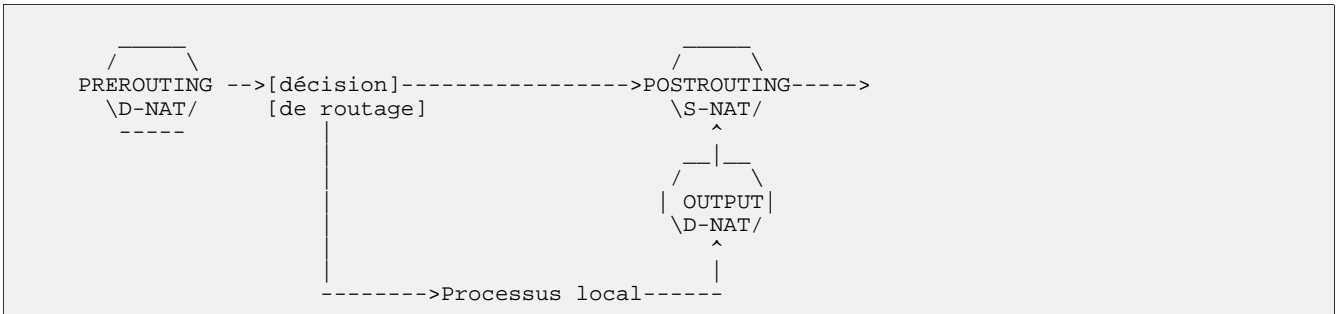 PREROUTING -->[décision]----------------->POSTROUTING----->
\D-NAT/ [de routage] \S-NAT/
OUTPUT
\D-NAT/
-------->Processus local------